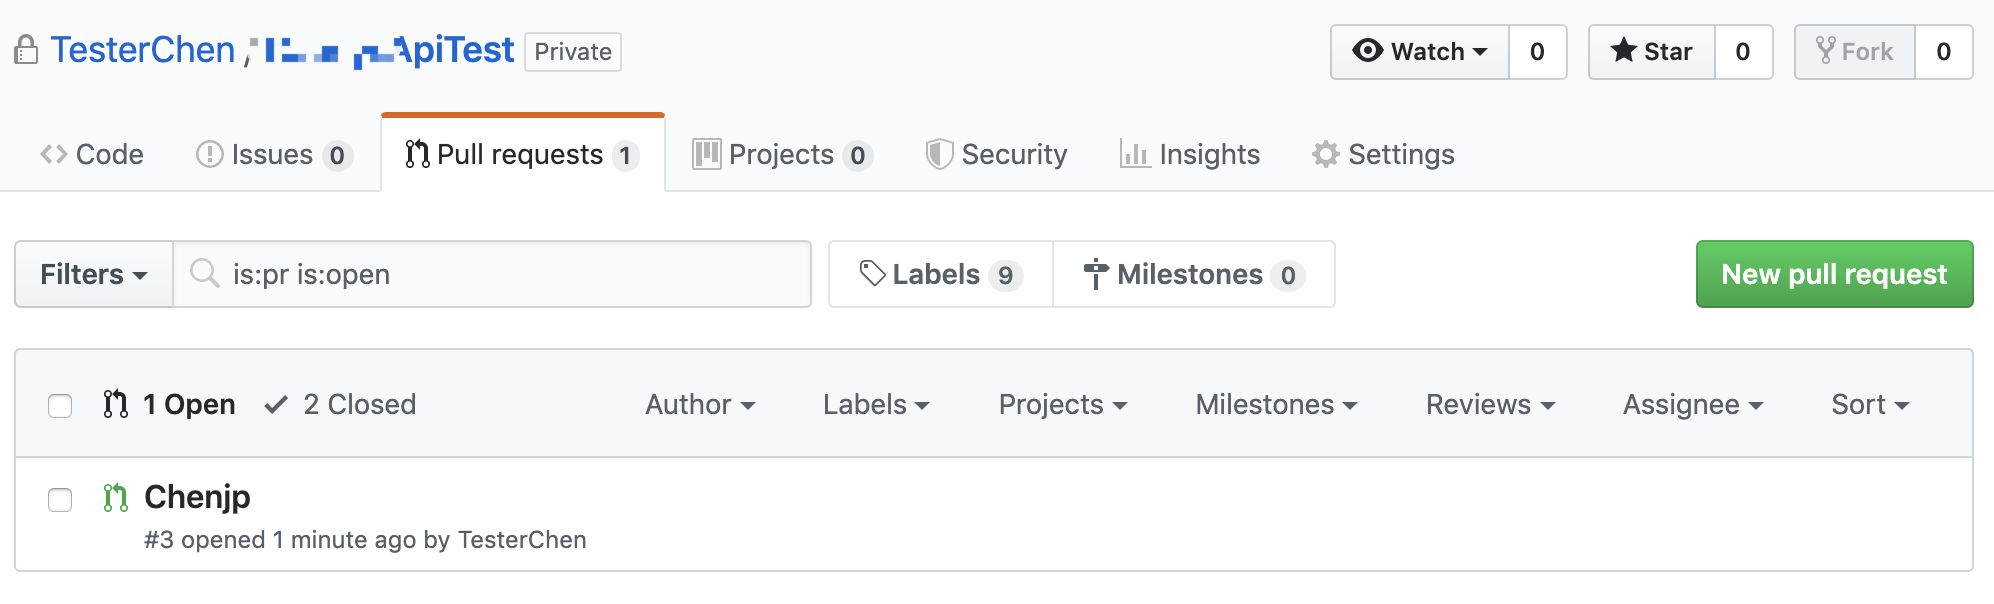 TesterChen / ApiTest Private Watch 0 Star 0 Fork 0
Code Issues 0 Pull requests 1 Projects 0 Security Insights Settings
Filters is:pr is:open Labels 9 Milestones 0 New pull request
1 Open 2 Closed Author Labels Projects Milestones Reviews Assignee Sort
Chenjp
#3 opened 1 minute ago by TesterChen